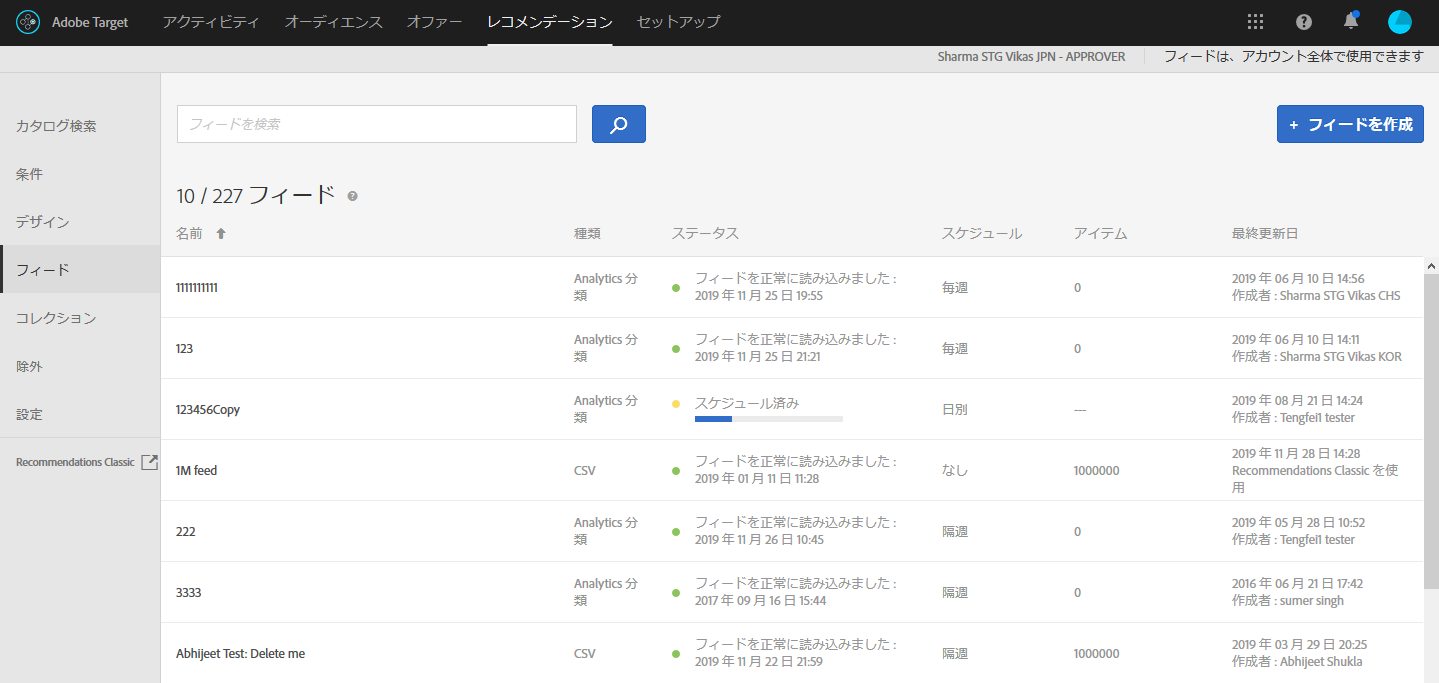 Adobe Target アクティビティ オーディエンス オファー レコメンデーション セットアップ
Sharma STG Vikas JPN - APPROVER フィードは、アカウント全体で使用できます
カタログ検索
条件
デザイン
フィード
コレクション
除外
設定
Recommendations Classic
フィードを検索
+ フィードを作成
10 / 227 フィード
名前 種類 ステータス スケジュール アイテム 最終更新日
1111111111
Analytics 分
類
フィードを正常に読み込みました :
2019 年 11 月 25 日 19:55
毎週
0
2019 年 06 月 10 日 14:56
作成者 : Sharma STG Vikas CHS
123
Analytics 分
類
フィードを正常に読み込みました :
2019 年 11 月 25 日 21:21
毎週
0
2019 年 06 月 10 日 14:11
作成者 : Sharma STG Vikas KOR
123456Copy
Analytics 分
類
スケジュール済み
日別
---
2019 年 08 月 21 日 14:24
作成者 : Tengfei1 tester
1M feed
CSV
フィードを正常に読み込みました :
2019 年 01 月 11 日 11:28
なし
1000000
2019 年 11 月 28 日 14:28
Recommendations Classic を使
用
222
Analytics 分
類
フィードを正常に読み込みました :
2019 年 11 月 26 日 10:45
隔週
0
2019 年 05 月 28 日 10:52
作成者 : Tengfei1 tester
3333
Analytics 分
類
フィードを正常に読み込みました :
2017 年 09 月 16 日 15:44
隔週
0
2016 年 06 月 21 日 17:42
作成者 : sumer singh
Abhijeet Test: Delete me
CSV
フィードを正常に読み込みました :
2019 年 11 月 22 日 21:59
隔週
1000000
2019 年 03 月 29 日 20:25
作成者 : Abhijeet Shukla